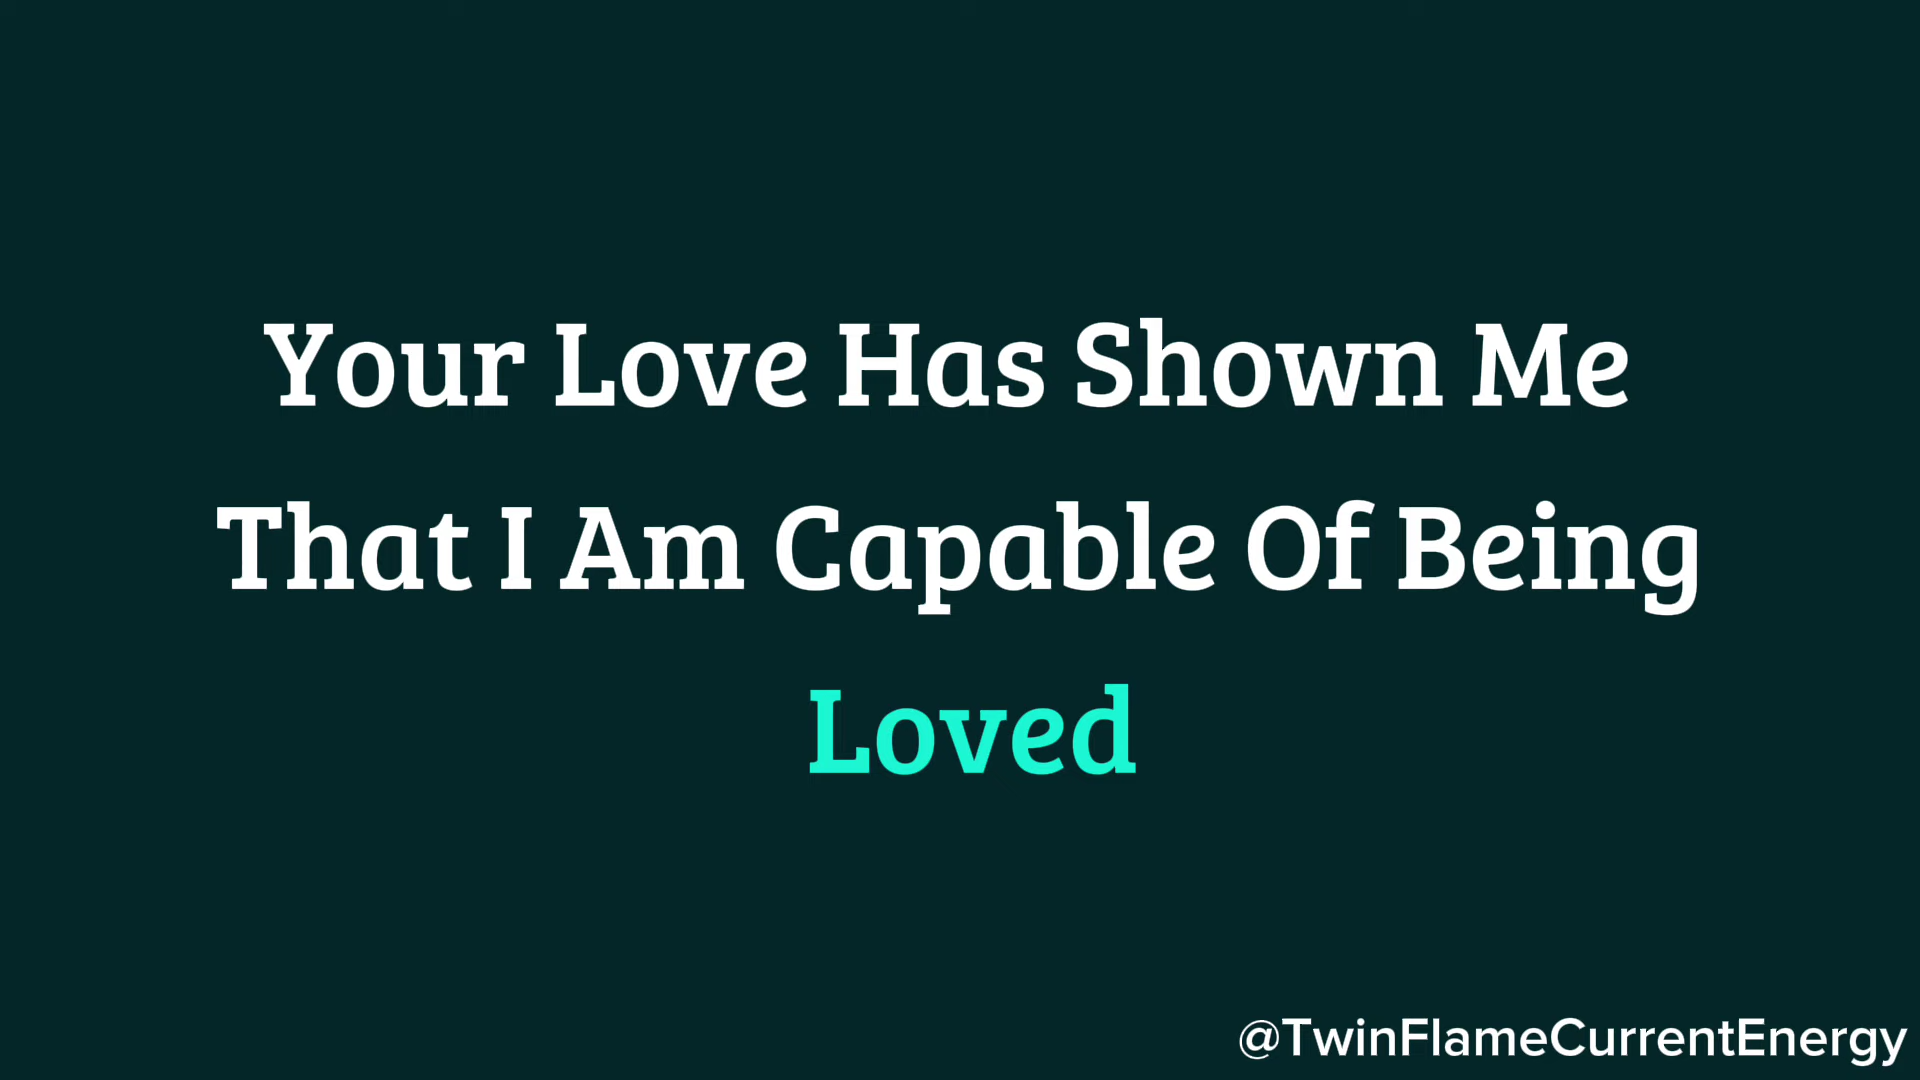 Your Love Has Shown Me
That I Am Capable Of Being
Loved
@TwinFlameCurrentEnergy